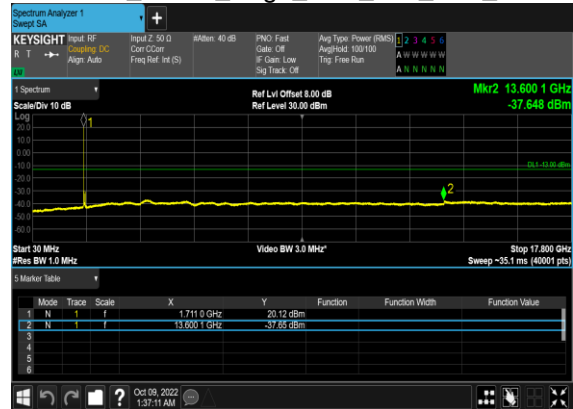 Spectrum Analyzer 1
Swept SA
+
KEYSIGHT
R T
LW
Input: RF
Coupling: DC
Align: Auto
Input Z: 50 Ω
Corr CCorr
Freq Ref: Int (S)
#Atten: 40 dB
PNO: Fast
Gate: Off
IF Gain: Low
Sig Track: Off
Avg Type: Power (RMS)
Avg|Hold: 100/100
Trig: Free Run
1 2 3 4 5 6
A W W W W W
A N N N N N
1 Spectrum
Scale/Div 10 dB
Ref Lvl Offset 8.00 dB
Ref Level 30.00 dBm
Mkr2 13.600 1 GHz
-37.648 dBm
Log
20.0
10.0
0.00
-10.0
-20.0
-30.0
-40.0
-50.0
-60.0
1
2
DL1 -13.00 dBm
Start 30 MHz
#Res BW 1.0 MHz
Video BW 3.0 MHz*
Stop 17.800 GHz
Sweep ~35.1 ms (40001 pts)
5 Marker Table
Mode Trace Scale X Y Function Function Width Function Value
1 N 1 f 1.711 0 GHz 20.12 dBm
2 N 1 f 13.600 1 GHz -37.65 dBm
3
4
5
6
?
Oct 09, 2022
1:37:11 AM